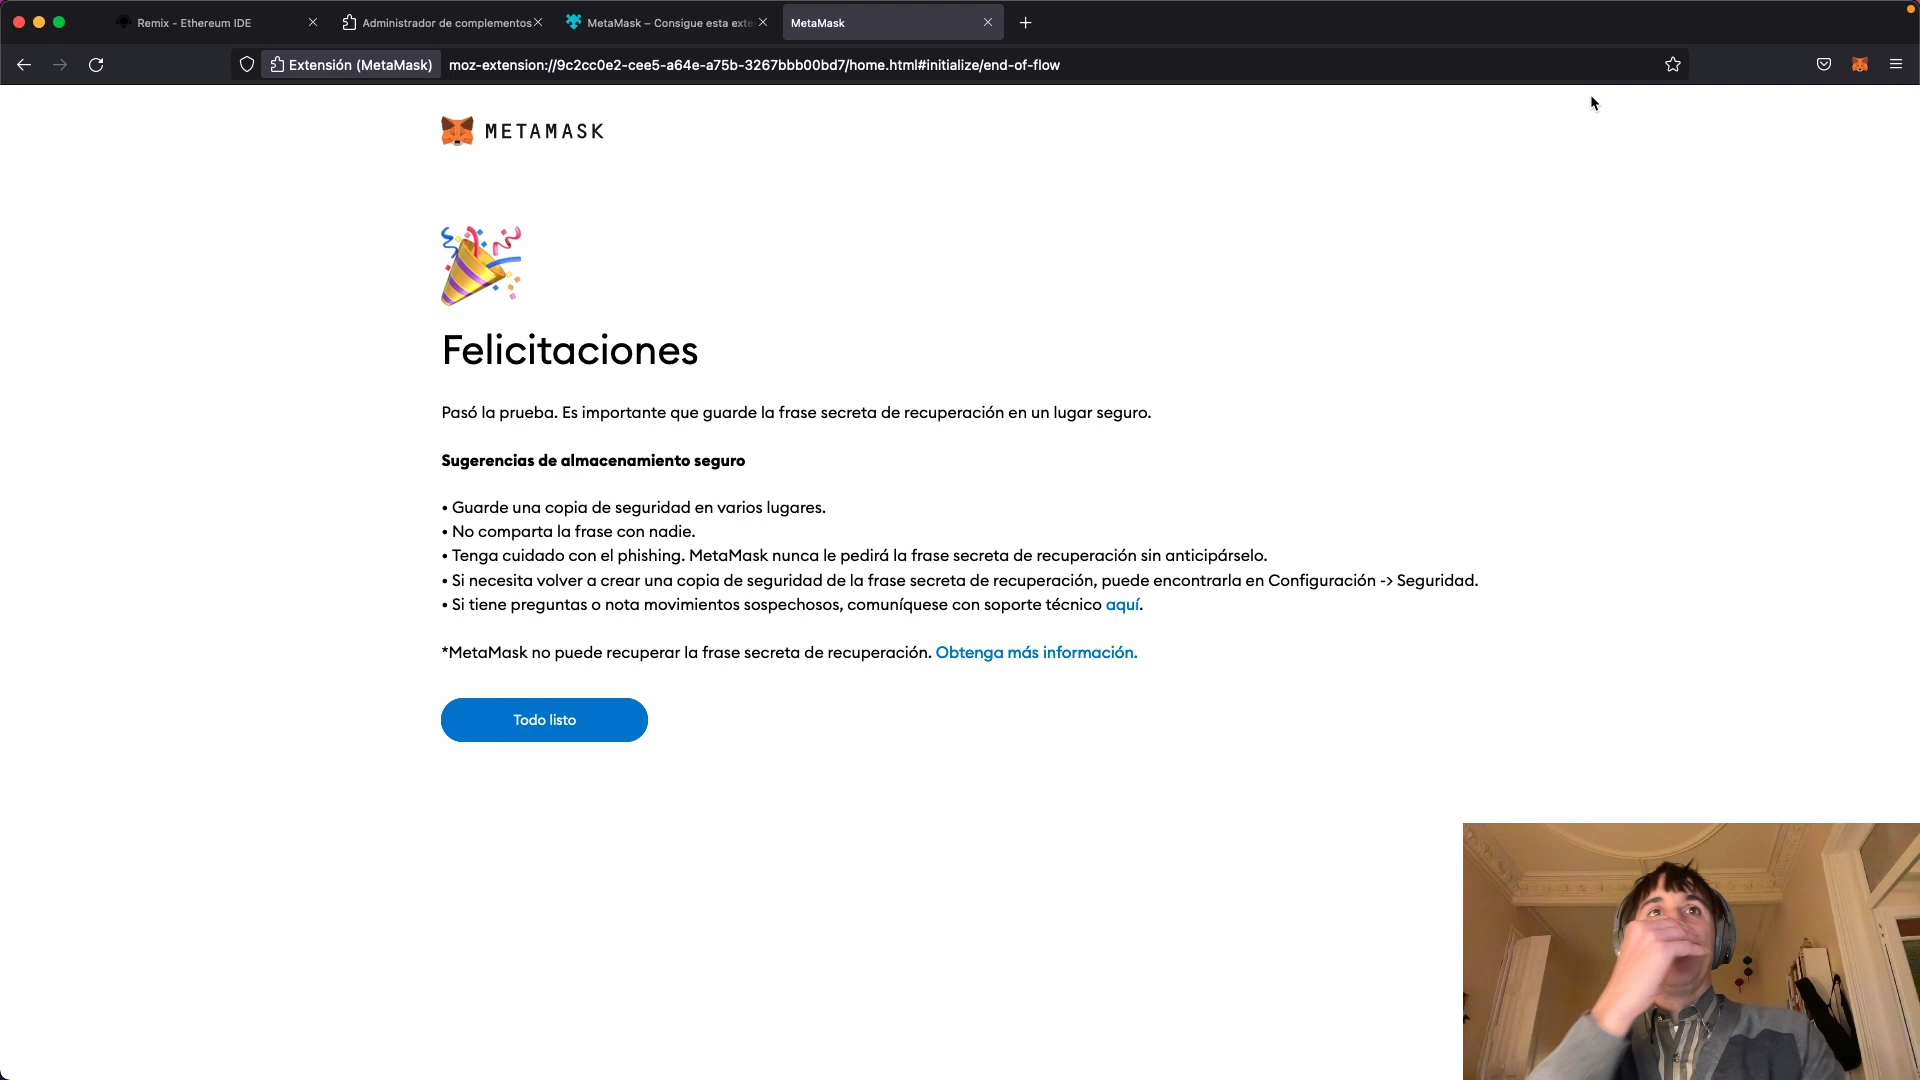 Remix - Ethereum IDE
Administrador de complementos
MetaMask – Consigue esta exte
MetaMask
Extensión (MetaMask)
moz-extension://9c2cc0e2-cee5-a64e-a75b-3267bbb00bd7/home.html#initialize/end-of-flow
METAMASK
Felicitaciones
Pasó la prueba. Es importante que guarde la frase secreta de recuperación en un lugar seguro.
Sugerencias de almacenamiento seguro
• Guarde una copia de seguridad en varios lugares.
• No comparta la frase con nadie.
• Tenga cuidado con el phishing. MetaMask nunca le pedirá la frase secreta de recuperación sin anticipárselo.
• Si necesita volver a crear una copia de seguridad de la frase secreta de recuperación, puede encontrarla en Configuración -> Seguridad.
• Si tiene preguntas o nota movimientos sospechosos, comuníquese con soporte técnico aquí.
*MetaMask no puede recuperar la frase secreta de recuperación. Obtenga más información.
Todo listo